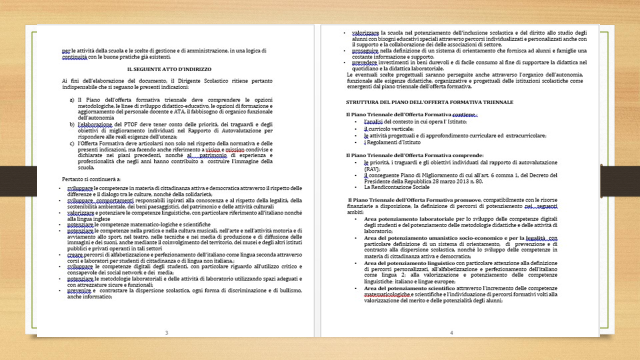 per le attività della scuola e le scelte di gestione e di amministrazione, in una logica di
continuità con le buone pratiche già esistenti.
IL SEGUENTE ATTO D'INDIRIZZO
Ai fini dell'elaborazione del documento, il Dirigente Scolastico ritiene pertanto
indispensabile che si seguano le presenti indicazioni:
a) Il Piano dell'offerta formativa triennale deve comprendere le opzioni
metodologiche, le linee di sviluppo didattico-educativo, le opzioni di formazione e
aggiornamento del personale docente e ATA, il fabbisogno di organico funzionale
dell'autonomia
b) L'elaborazione del PTOF deve tener conto delle priorità, dei traguardi e degli
obiettivi di miglioramento individuati nel Rapporto di Autovalutazione per
rispondere alle reali esigenze dell'utenza;
c) L'Offerta Formativa deve articolarsi non solo nel rispetto della normativa e delle
presenti indicazioni, ma facendo anche riferimento a vision e mission condivise e
dichiarate nei piani precedenti, nonché al patrimonio di esperienza e
professionalità che negli anni hanno contribuito a costruire l'immagine della
scuola.
Pertanto si continuerà a:
• sviluppare le competenze in materia di cittadinanza attiva e democratica attraverso il rispetto delle
differenze e il dialogo tra le culture, nonché della solidarietà.
• sviluppare comportamenti responsabili ispirati alla conoscenza e al rispetto della legalità, della
sostenibilità ambientale, dei beni paesaggistici, del patrimonio e delle attività culturali
• valorizzare e potenziare le competenze linguistiche, con particolare riferimento all'italiano nonché
alla lingua inglese
• potenziare le competenze matematico-logiche e scientifiche
• potenziare le competenze nella pratica e nella cultura musicali, nell'arte e nell'attività motoria e di
avviamento allo sport, nel teatro, nelle tecniche e nei media di produzione e di diffusione delle
immagini e dei suoni, anche mediante il coinvolgimento del territorio, dei musei e degli altri istituti
pubblici e privati operanti in tali settori
• creare percorsi di alfabetizzazione e perfezionamento dell'italiano come lingua seconda attraverso
corsi e laboratori per studenti di cittadinanza o di lingua non italiana;
• sviluppare le competenze digitali degli studenti, con particolare riguardo all'utilizzo critico e
consapevole dei social network e dei media;
• potenziare le metodologie laboratoriali e delle attività di laboratorio utilizzando spazi adeguati e
con attrezzature sicure e funzionali;
• prevenire e contrastare la dispersione scolastica, ogni forma di discriminazione e di bullismo,
anche informatico;
3
• valorizzare la scuola nel potenziamento dell'inclusione scolastica e del diritto allo studio degli
alunni con bisogni educativi speciali attraverso percorsi individualizzati e personalizzati anche con
il supporto e la collaborazione dei delle associazioni di settore.
• proseguire nella definizione di un sistema di orientamento che fornisca ad alunni e famiglie una
costante informazione e supporto.
• prevedere investimenti in beni durevoli e di facile consumo al fine di supportare la didattica nel
quotidiano e la didattica laboratoriale.
Le eventuali scelte progettuali saranno perseguite anche attraverso l'organico dell'autonomia,
funzionale alle esigenze didattiche, organizzative e progettuali delle istituzioni scolastiche come
emergenti dal piano triennale dell'offerta formativa.
STRUTTURA DEL PIANO DELL'OFFERTA FORMATIVA TRIENNALE
Il Piano Triennale dell'Offerta Formativa contiene:
• L'analisi del contesto in cui opera l'istituto;
• il curricolo verticale;
• le attività progettuali e di approfondimento curriculare ed extracurricolare;
• i Regolamenti d'Istituto
Il Piano Triennale dell'Offerta Formativa comprende:
• le priorità, i traguardi e gli obiettivi individuati dal rapporto di autovalutazione
(RAV);
• il conseguente Piano di Miglioramento di cui all'art. 6 comma 1, del Decreto del
Presidente della Repubblica 28 marzo 2013 n. 80.
• La Rendicontazione Sociale
Il Piano Triennale dell'Offerta Formativa promuove, compatibilmente con le risorse
finanziarie a disposizione, la definizione di percorsi di potenziamento nei seguenti
ambiti:
• Area potenziamento laboratoriale per lo sviluppo delle competenze digitali
degli studenti e del potenziamento delle metodologie didattiche e delle attività di
laboratorio;
• Area del potenziamento umanistico socio-economico e per la legalità con
particolare definizione di un sistema di orientamento, di prevenzione e di
contrasto alla dispersione scolastica, nonché di sviluppo delle competenze in
materia di cittadinanza attiva e democratica;
• Area del potenziamento linguistico con particolare attenzione alla definizione
di percorsi personalizzati, all'alfabetizzazione e al perfezionamento dell'italiano
come lingua 2; alla valorizzazione e potenziamento delle competenze
linguistiche: italiano e lingue europee;
• Area del potenziamento scientifico attraverso l'incremento delle competenze
matematicologiche e scientifiche e l'individuazione di percorsi formativi volti alla
valorizzazione del merito e delle potenzialità degli alunni.
4